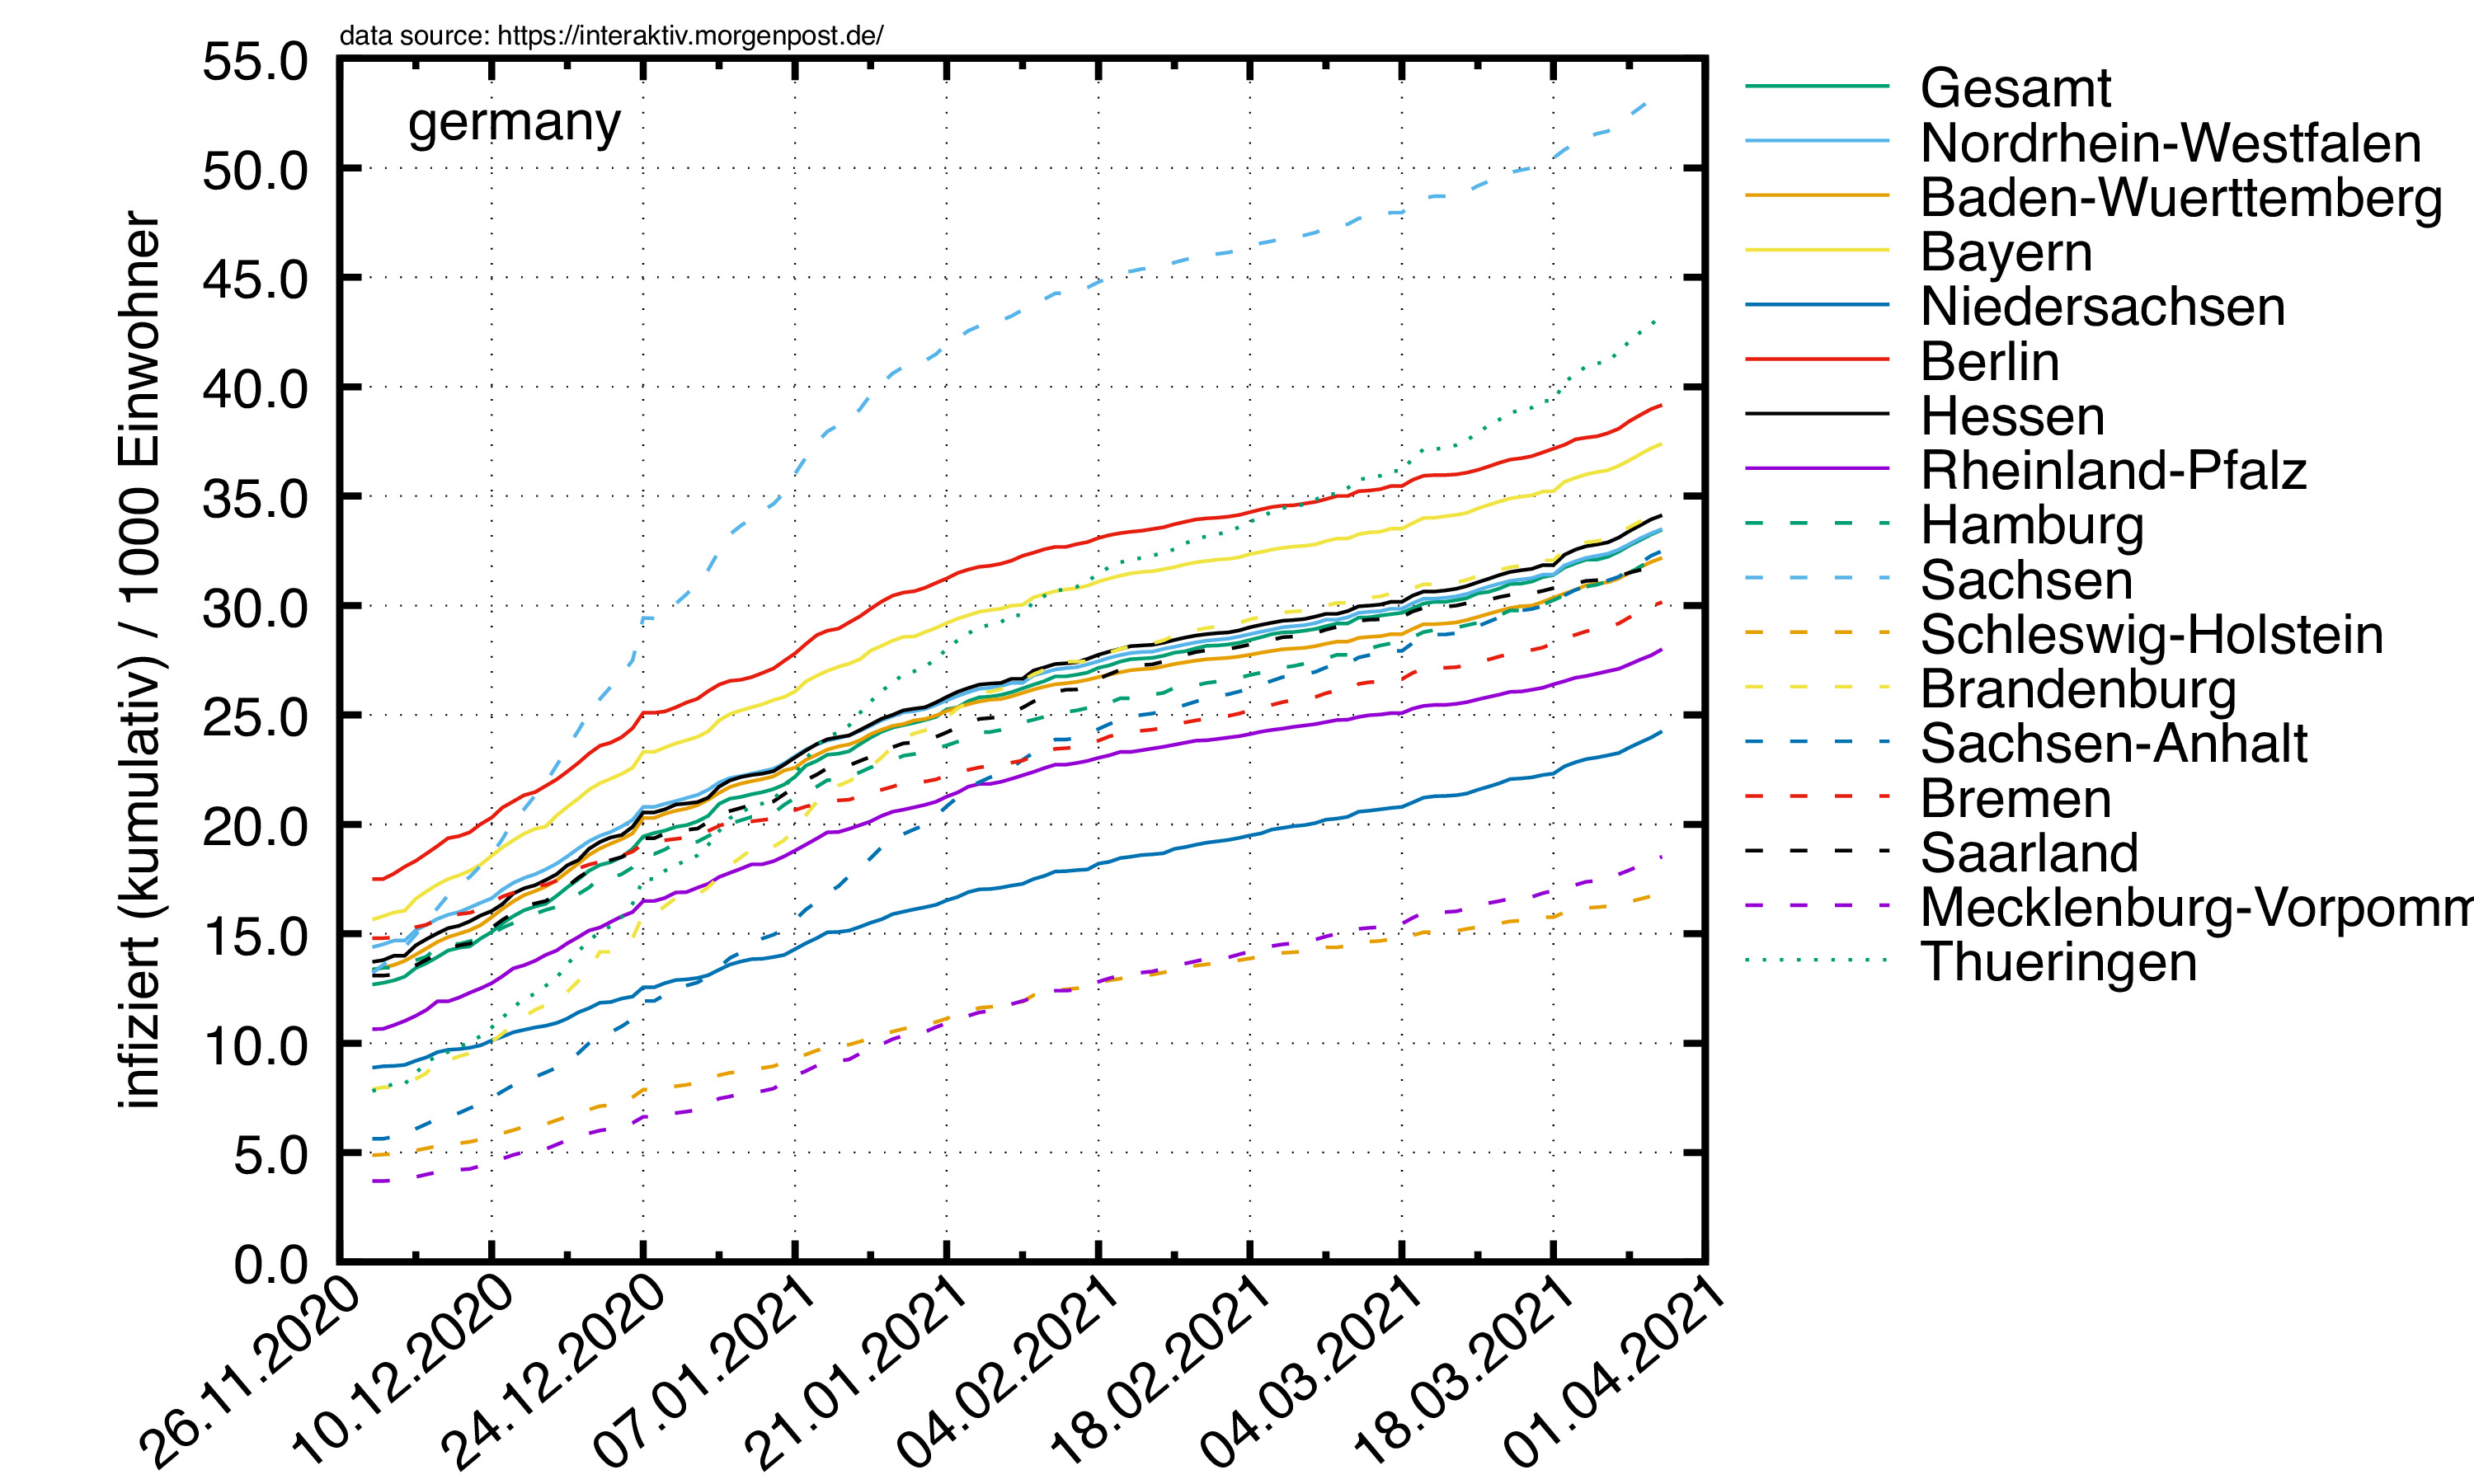 data source: https://interaktiv.morgenpost.de/
germany
infiziert (kumulativ) / 1000 Einwohner
55.0
50.0
45.0
40.0
35.0
30.0
25.0
20.0
15.0
10.0
5.0
0.0
26.11.2020
10.12.2020
24.12.2020
07.01.2021
21.01.2021
04.02.2021
18.02.2021
04.03.2021
18.03.2021
01.04.2021
Gesamt
Nordrhein-Westfalen
Baden-Wuerttemberg
Bayern
Niedersachsen
Berlin
Hessen
Rheinland-Pfalz
Hamburg
Sachsen
Schleswig-Holstein
Brandenburg
Sachsen-Anhalt
Bremen
Saarland
Mecklenburg-Vorpomm
Thueringen